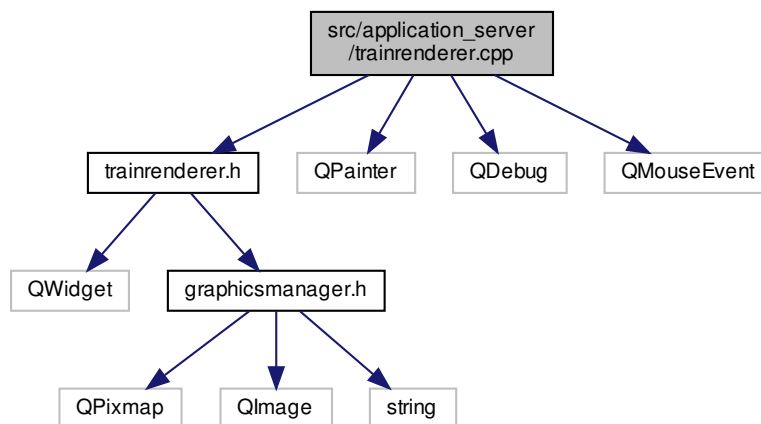 src/application_server
/trainrenderer.cpp
trainrenderer.h
QPainter
QDebug
QMouseEvent
QWidget
graphicsmanager.h
QPixmap
QImage
string